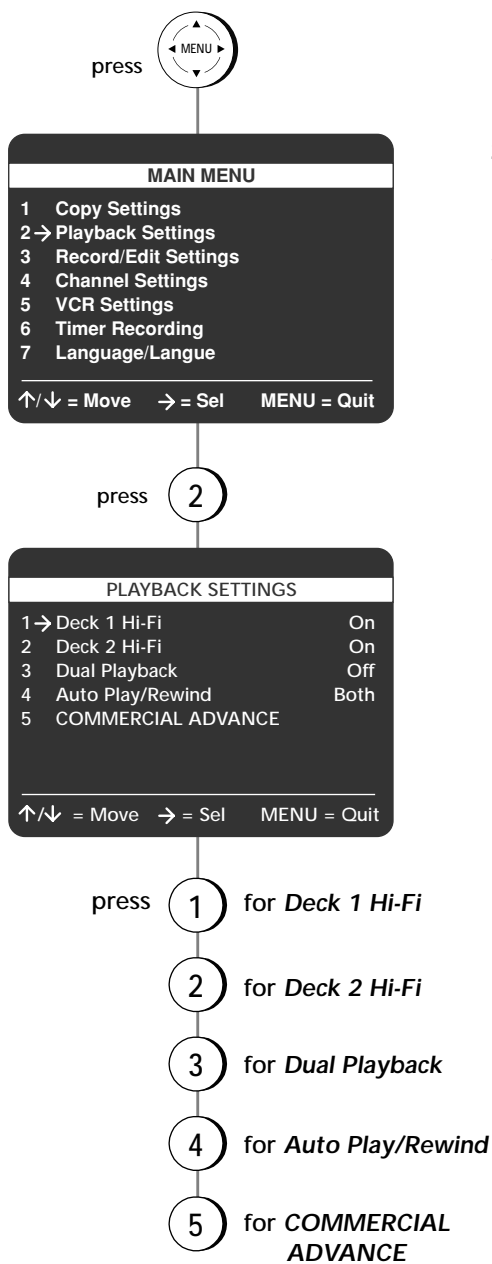 press MENU
MAIN MENU
1 Copy Settings
2→ Playback Settings
3 Record/Edit Settings
4 Channel Settings
5 VCR Settings
6 Timer Recording
7 Language/Langue
↑/↓ = Move → = Sel MENU = Quit
press 2
PLAYBACK SETTINGS
1→ Deck 1 Hi-Fi On
2 Deck 2 Hi-Fi On
3 Dual Playback Off
4 Auto Play/Rewind Both
5 COMMERCIAL ADVANCE
↑/↓ = Move → = Sel MENU = Quit
press 1 for Deck 1 Hi-Fi
2 for Deck 2 Hi-Fi
3 for Dual Playback
4 for Auto Play/Rewind
5 for COMMERCIAL
ADVANCE